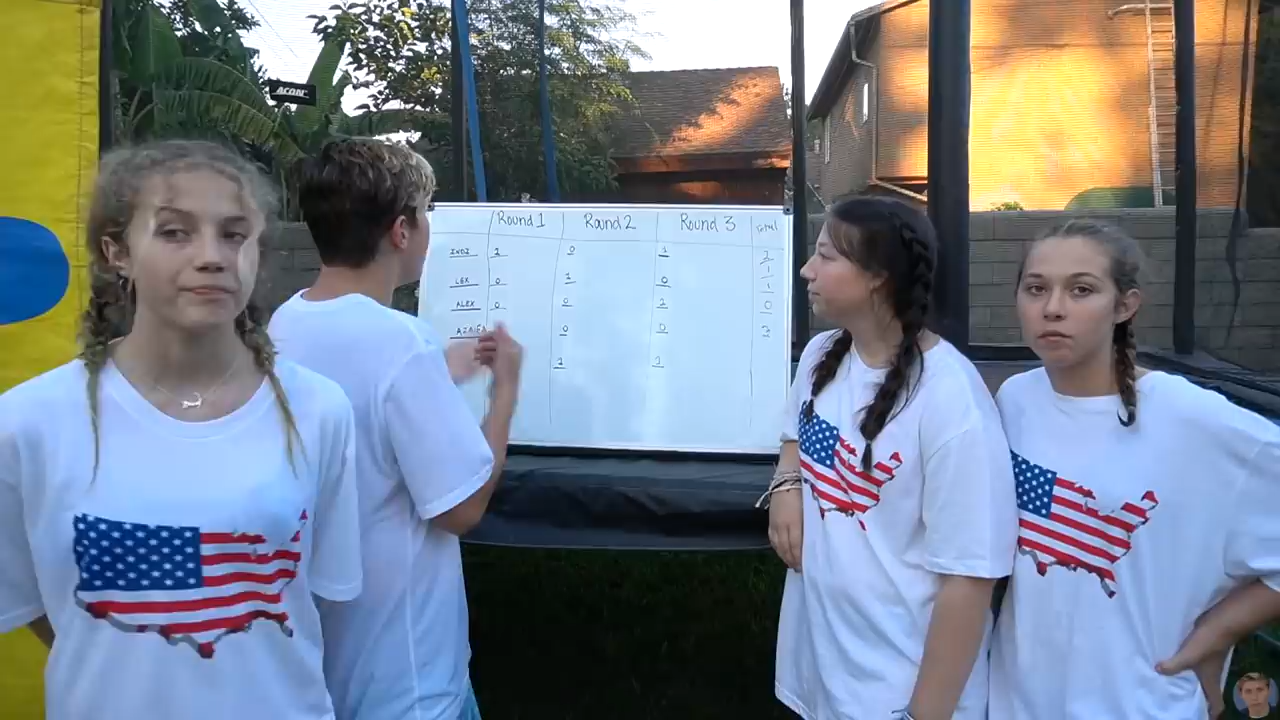 ACON
Round 1 Round 2 Round 3 Total
INDI 1 0 1 2
LEX 0 1 0 1
ALEX 0 0 1 1
0 0 0
1 1